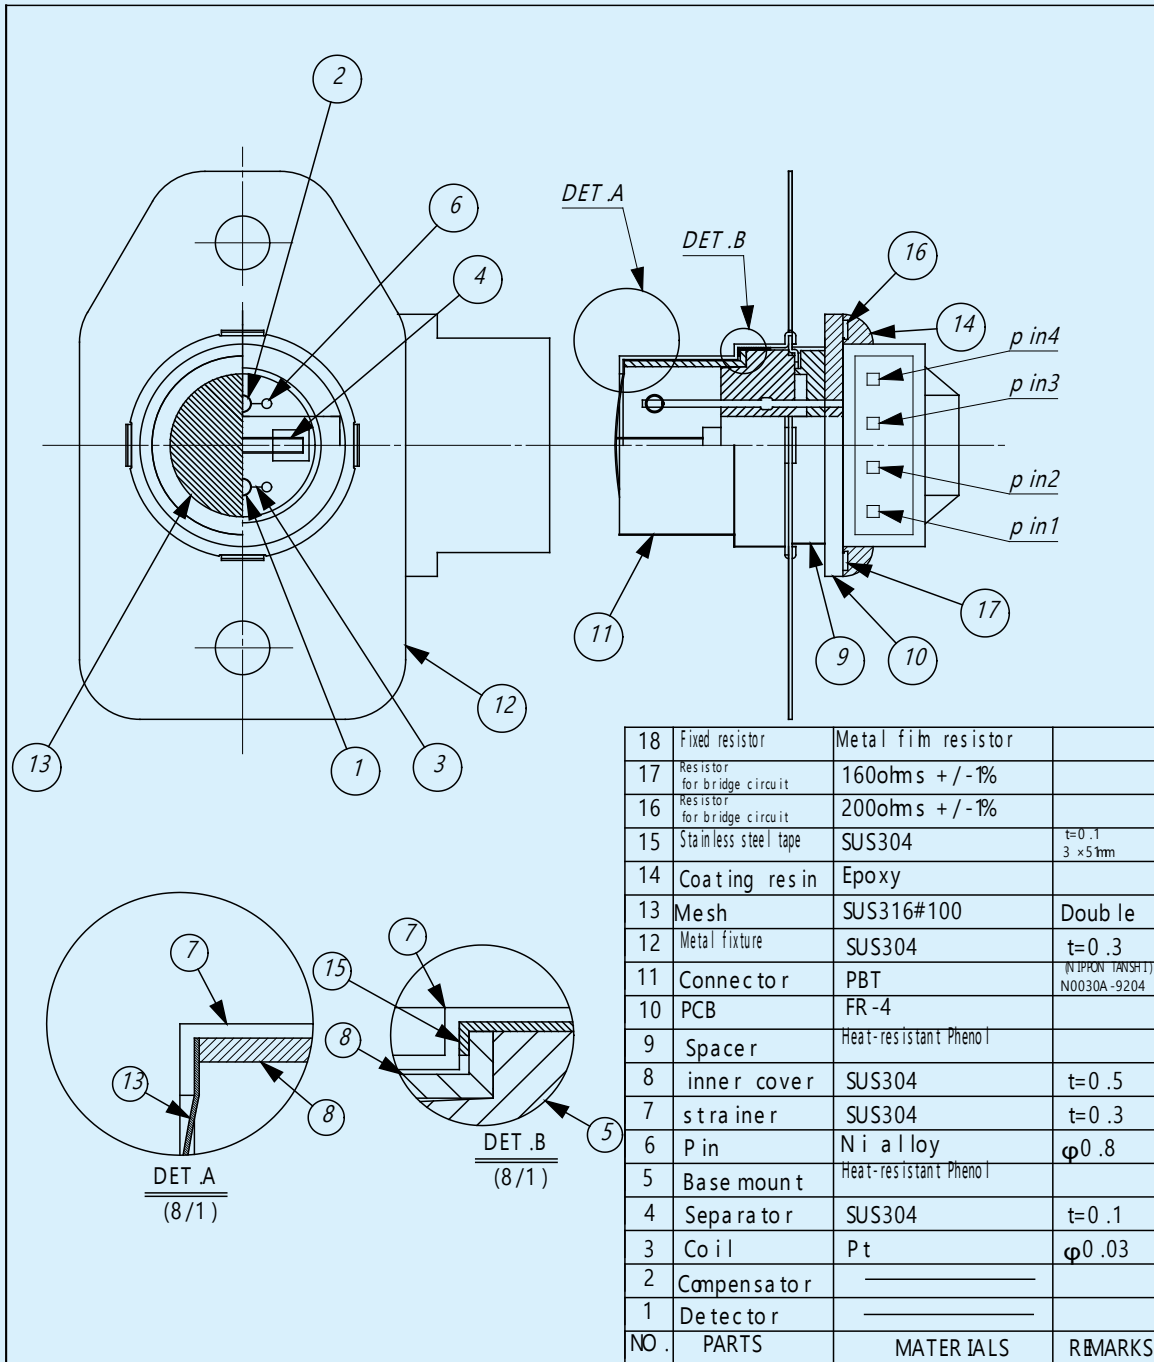 2
6
4
DET.A
DET.B
16
14
pin4
pin3
pin2
pin1
11
9
10
17
12
13
1
3
7
13
8
DET.A
(8/1)
7
15
8
5
DET.B
(8/1)
18 Fixed resistor Metal film resistor
17 Resistor for bridge circuit 160ohms +/-1%
16 Resistor for bridge circuit 200ohms +/-1%
15 Stainless steel tape SUS304 t=0.1 3×51mm
14 Coating resin Epoxy
13 Mesh SUS316#100 Double
12 Metal fixture SUS304 t=0.3
11 Connector PBT (NIPPON TANSHI) N0030A-9204
10 PCB FR-4
9 Spacer Heat-resistant Phenol
8 inner cover SUS304 t=0.5
7 strainer SUS304 t=0.3
6 Pin Ni alloy φ0.8
5 Base mount Heat-resistant Phenol
4 Separator SUS304 t=0.1
3 Coil Pt φ0.03
2 Compensator
1 Detector
NO. PARTS MATERIALS REMARKS